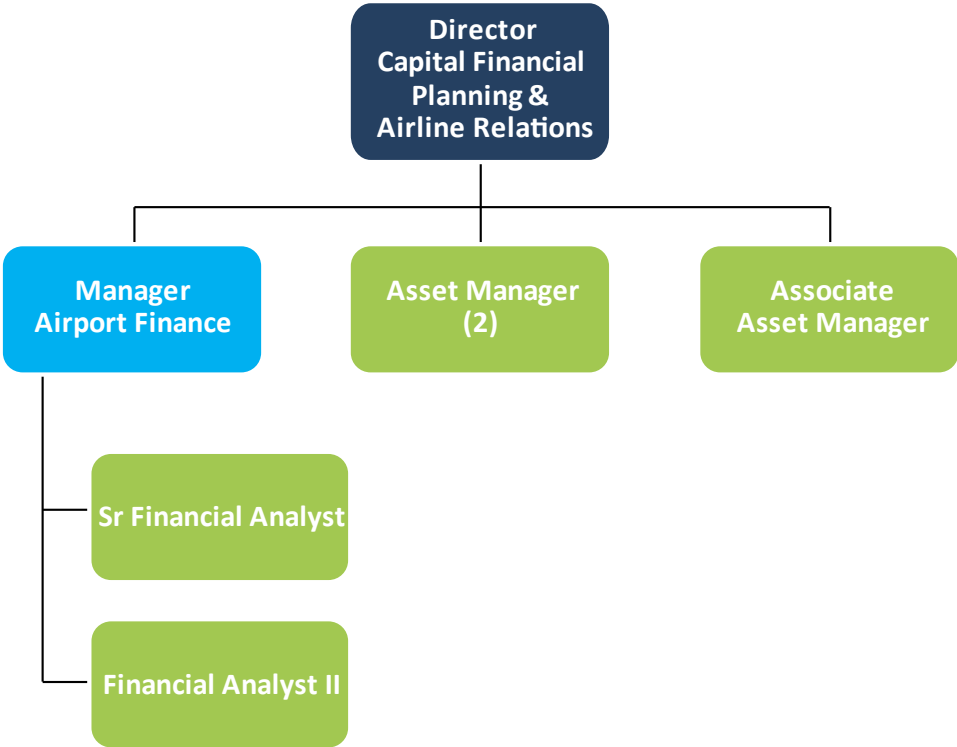 Director
Capital Financial
Planning &
Airline Relations
Manager
Airport Finance
Asset Manager
(2)
Associate
Asset Manager
Sr Financial Analyst
Financial Analyst II